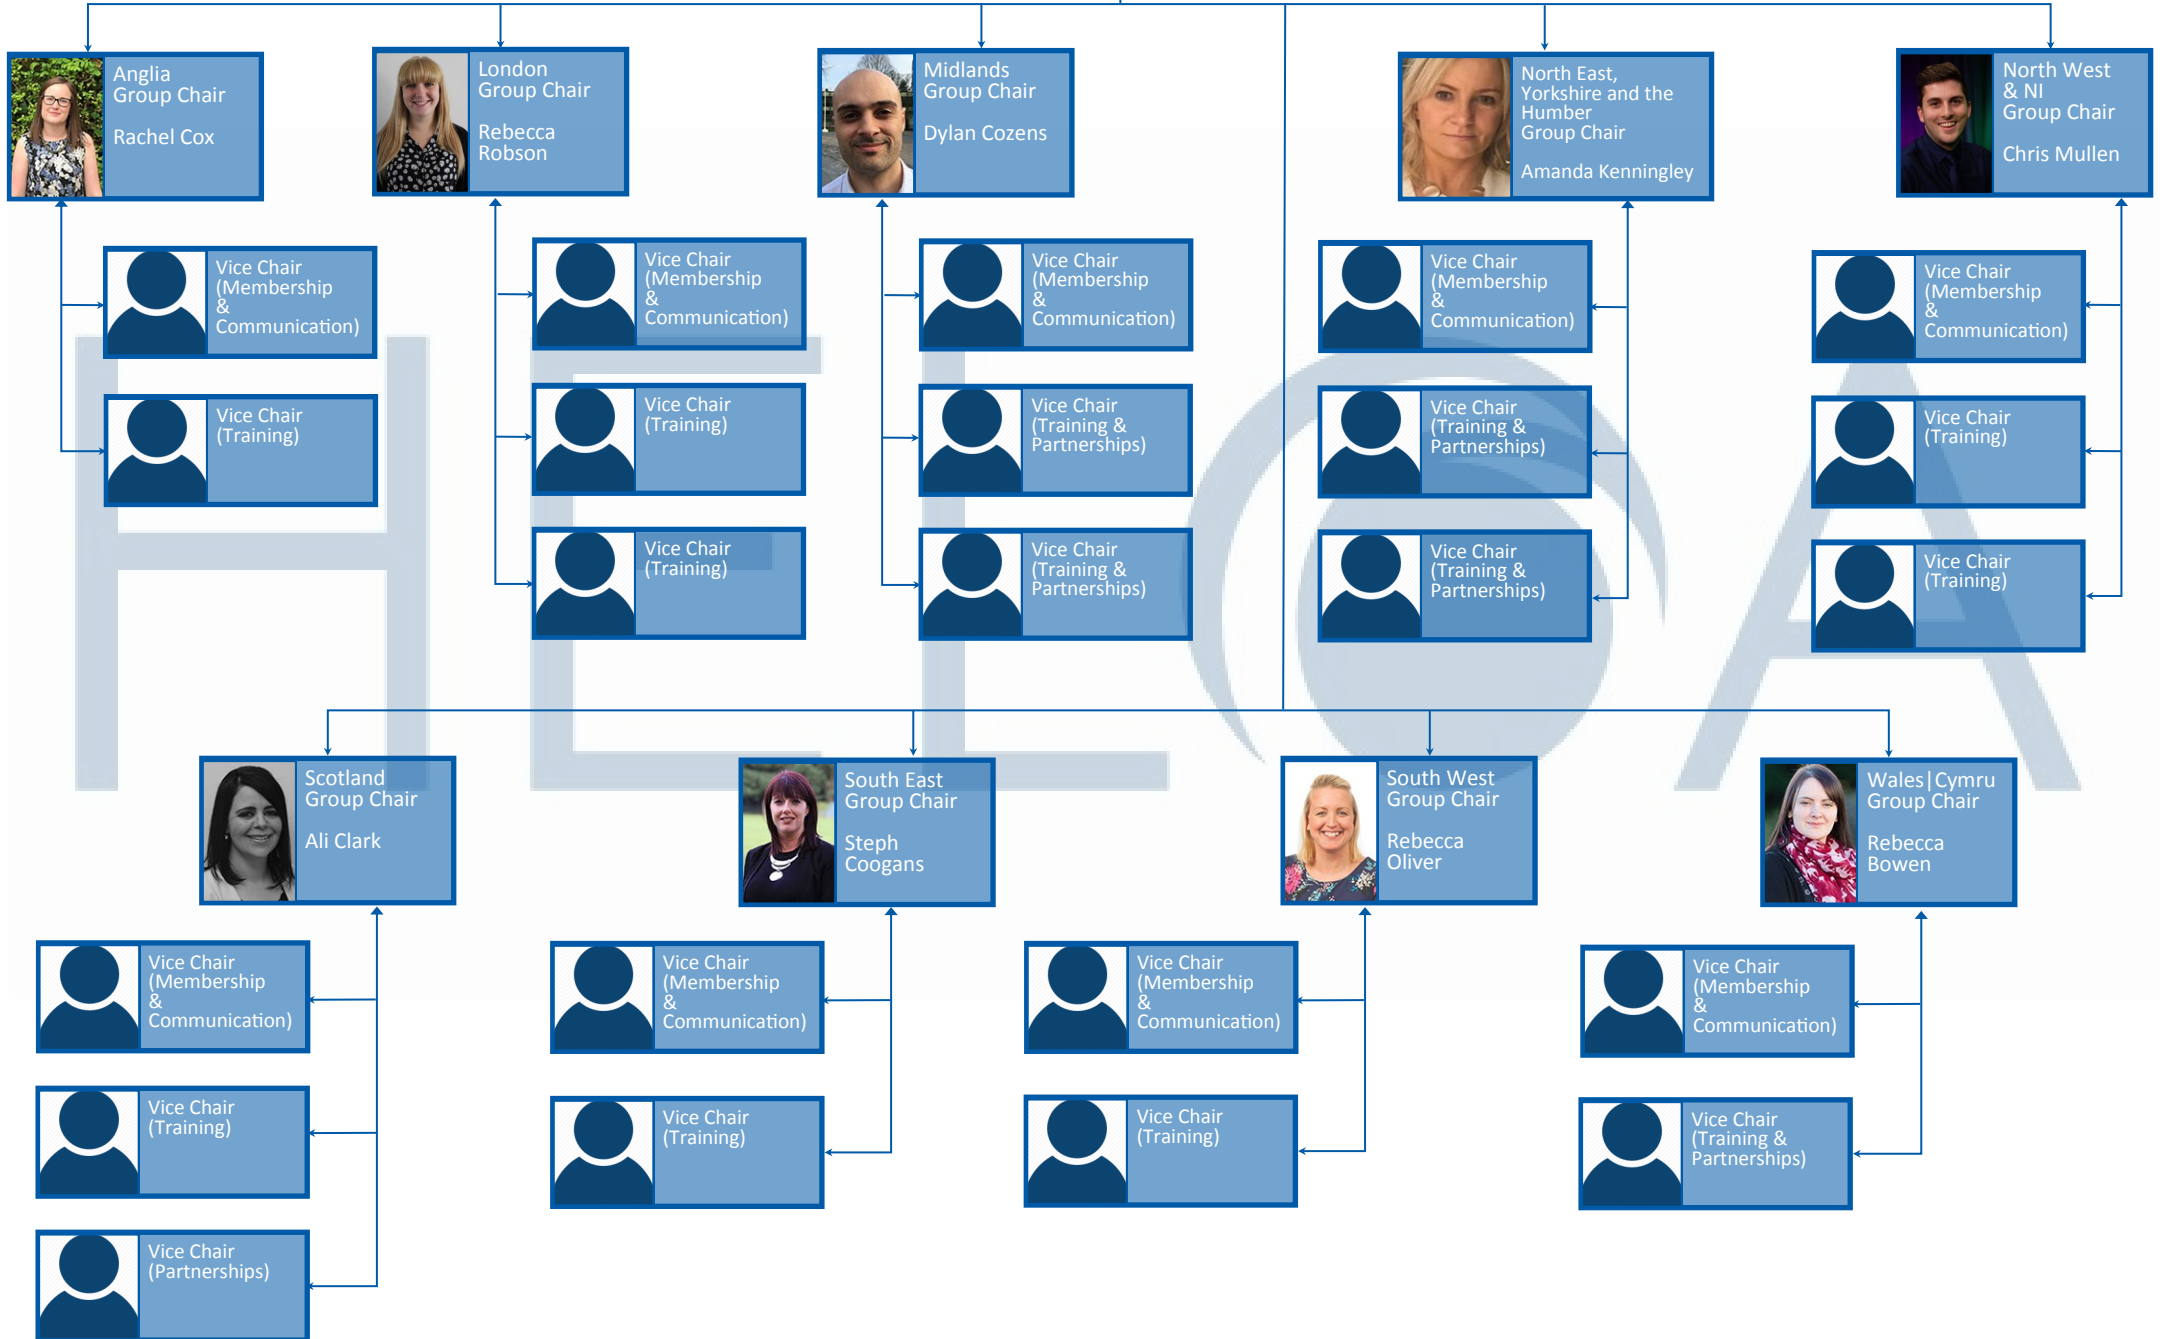 Anglia
Group Chair
Rachel Cox
London
Group Chair
Rebecca
Robson
Midlands
Group Chair
Dylan Cozens
North East,
Yorkshire and the
Humber
Group Chair
Amanda Kenningley
North West
& NI
Group Chair
Chris Mullen
Vice Chair
(Membership
&
Communication)
Vice Chair
(Training)
Vice Chair
(Membership
&
Communication)
Vice Chair
(Training)
Vice Chair
(Training)
Vice Chair
(Membership
&
Communication)
Vice Chair
(Training &
Partnerships)
Vice Chair
(Training &
Partnerships)
Vice Chair
(Membership
&
Communication)
Vice Chair
(Training &
Partnerships)
Vice Chair
(Training &
Partnerships)
Vice Chair
(Membership
&
Communication)
Vice Chair
(Training)
Vice Chair
(Training)
HELOA
Scotland
Group Chair
Ali Clark
South East
Group Chair
Steph
Coogans
South West
Group Chair
Rebecca
Oliver
Wales|Cymru
Group Chair
Rebecca
Bowen
Vice Chair
(Membership
&
Communication)
Vice Chair
(Training)
Vice Chair
(Partnerships)
Vice Chair
(Membership
&
Communication)
Vice Chair
(Training)
Vice Chair
(Membership
&
Communication)
Vice Chair
(Training)
Vice Chair
(Membership
&
Communication)
Vice Chair
(Training &
Partnerships)